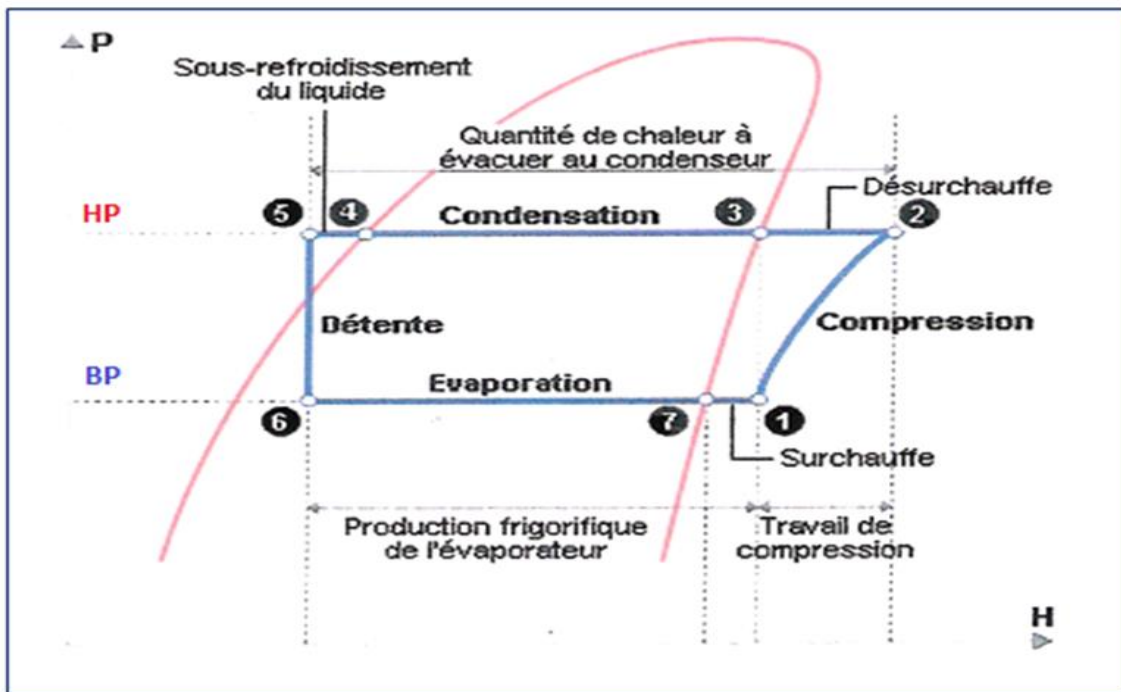 P
Sous-refroidissement
du liquide
Quantité de chaleur à
évacuer au condenseur
Désurchauffe
HP
5
4
Condensation
3
2
Détente
Compression
BP
Evaporation
6
7
1
Surchauffe
Production frigorifique
de l'évaporateur
Travail de
compression
H